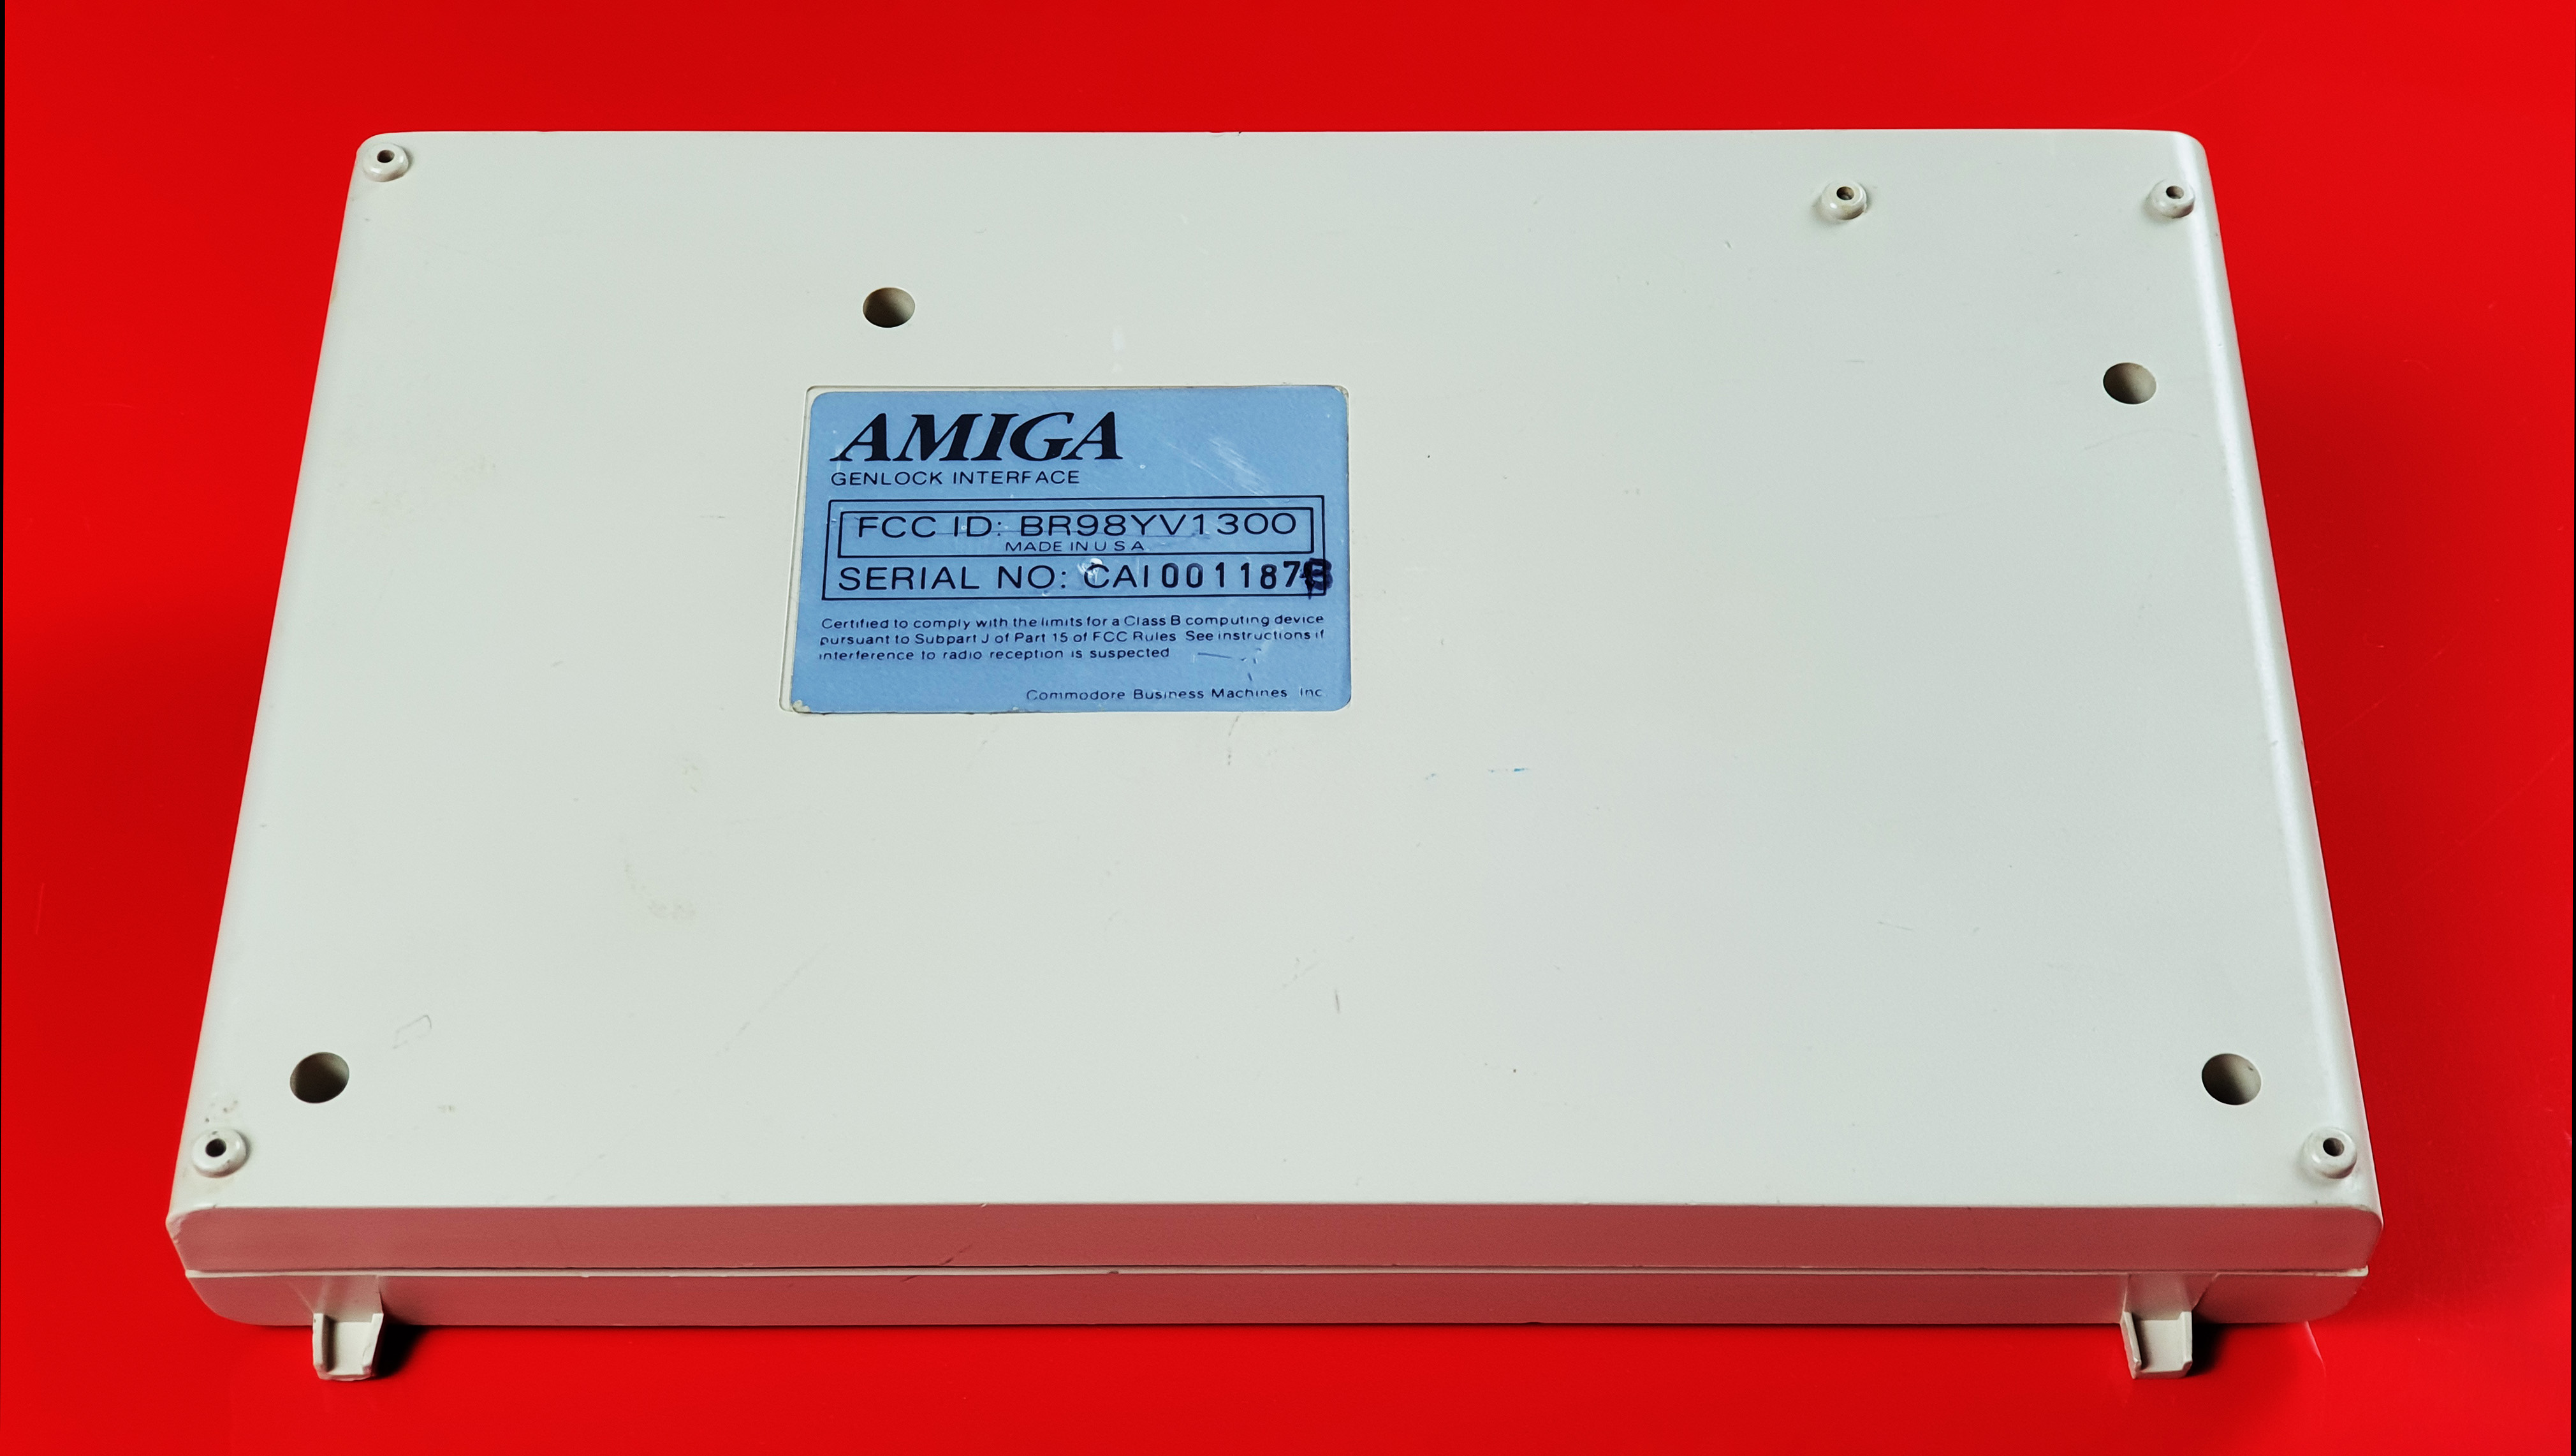 AMIGA
GENLOCK INTERFACE
FCC ID: BR98YV1300
MADE IN U S A
SERIAL NO:
Certified to comply with the limits for a Class B computing device
pursuant to Subpart J of Part 15 of FCC Rules See instructions if
interference to radio reception is suspected
Commodore Business Machines Inc